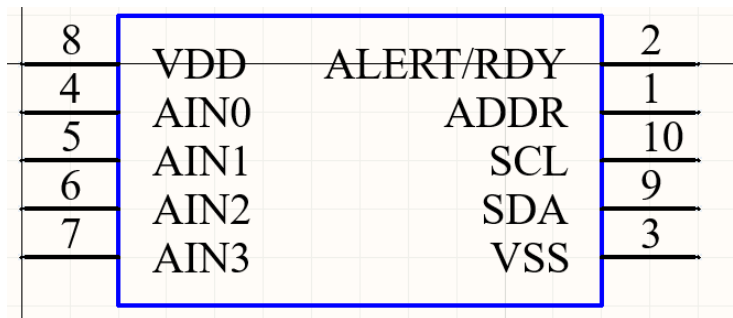 8 VDD ALERT/RDY 2
4 AIN0 ADDR 1
5 AIN1 SCL 10
6 AIN2 SDA 9
7 AIN3 VSS 3